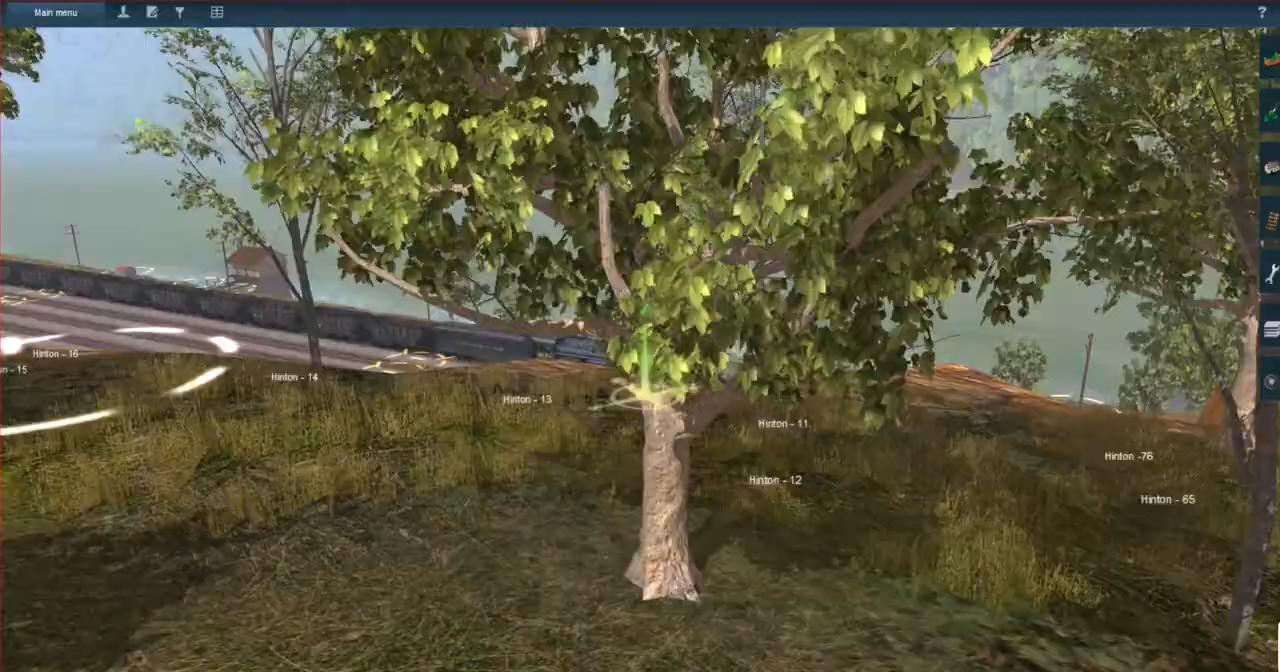 Main menu
?
Hinton - 16
n - 15
Hinton - 14
Hinton - 13
Hinton - 11
Hinton - 12
Hinton -76
Hinton - 65